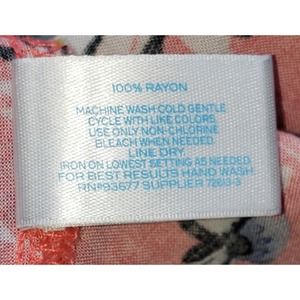 100% RAYON
MACHINE WASH COLD GENTLE
CYCLE WITH LIKE COLORS.
USE ONLY NON-CHLORINE
BLEACH WHEN NEEDED.
LINE DRY.
IRON ON LOWEST SETTING AS NEEDED.
FOR BEST RESULTS HAND WASH.
RN#93677 SUPPLIER 72613-3